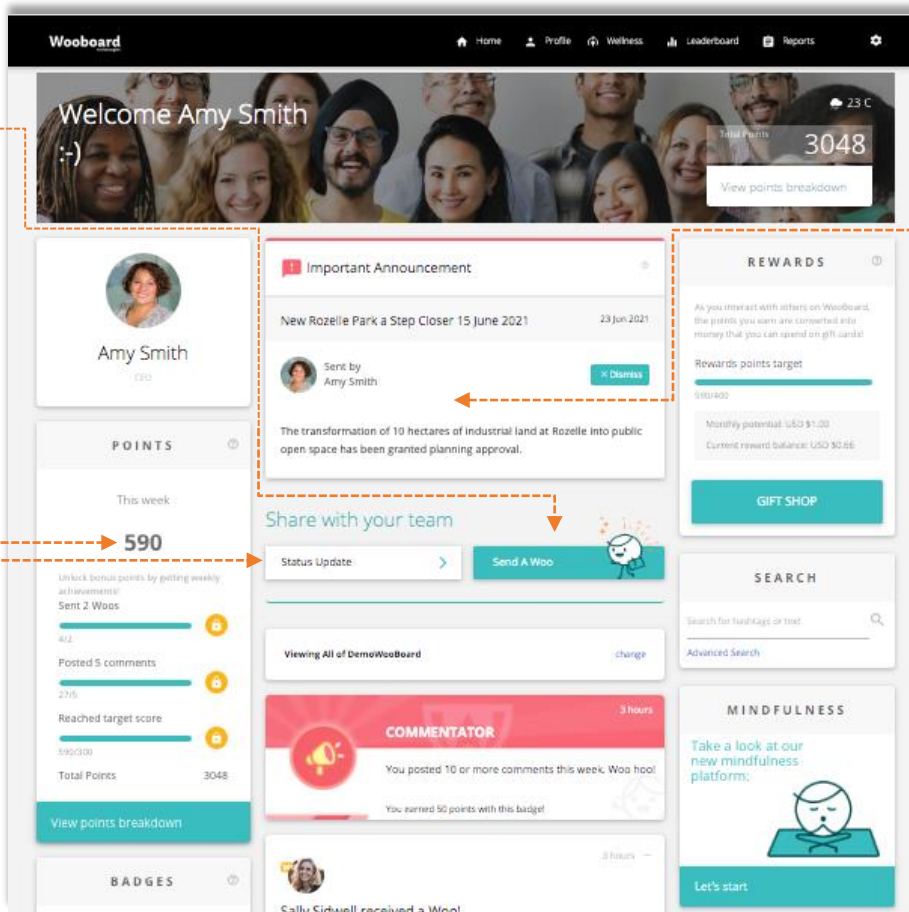 Wooboard
Home
Profile
Wellness
Leaderboard
Reports
Welcome Amy Smith
:-)
23 C
Total Points
3048
View points breakdown
Amy Smith
CEO
POINTS
This week
590
Unlock bonus points by getting weekly
achievements!
Sent 2 Woos
4/2
Posted 5 comments
27/5
Reached target score
590/300
Total Points 3048
View points breakdown
BADGES
Important Announcement
New Rozelle Park a Step Closer 15 June 2021
23 Jun 2021
Sent by
Amy Smith
× Dismiss
The transformation of 10 hectares of industrial land at Rozelle into public
open space has been granted planning approval.
Share with your team
Status Update
Send A Woo
Viewing All of DemoWooBoard
change
3 hours
COMMENTATOR
You posted 10 or more comments this week. Woo hoo!
You earned 50 points with this badge!
3 hours
Sally Sidwell received a Woo!
REWARDS
As you interact with others on WooBoard,
the points you earn are converted into
money that you can spend on gift cards!
Rewards points target
590/400
Monthly potential: USD $1.00
Current reward balance: USD $0.66
GIFT SHOP
SEARCH
Search for hashtags or text
Advanced Search
MINDFULNESS
Take a look at our
new mindfulness
platform:
Let's start